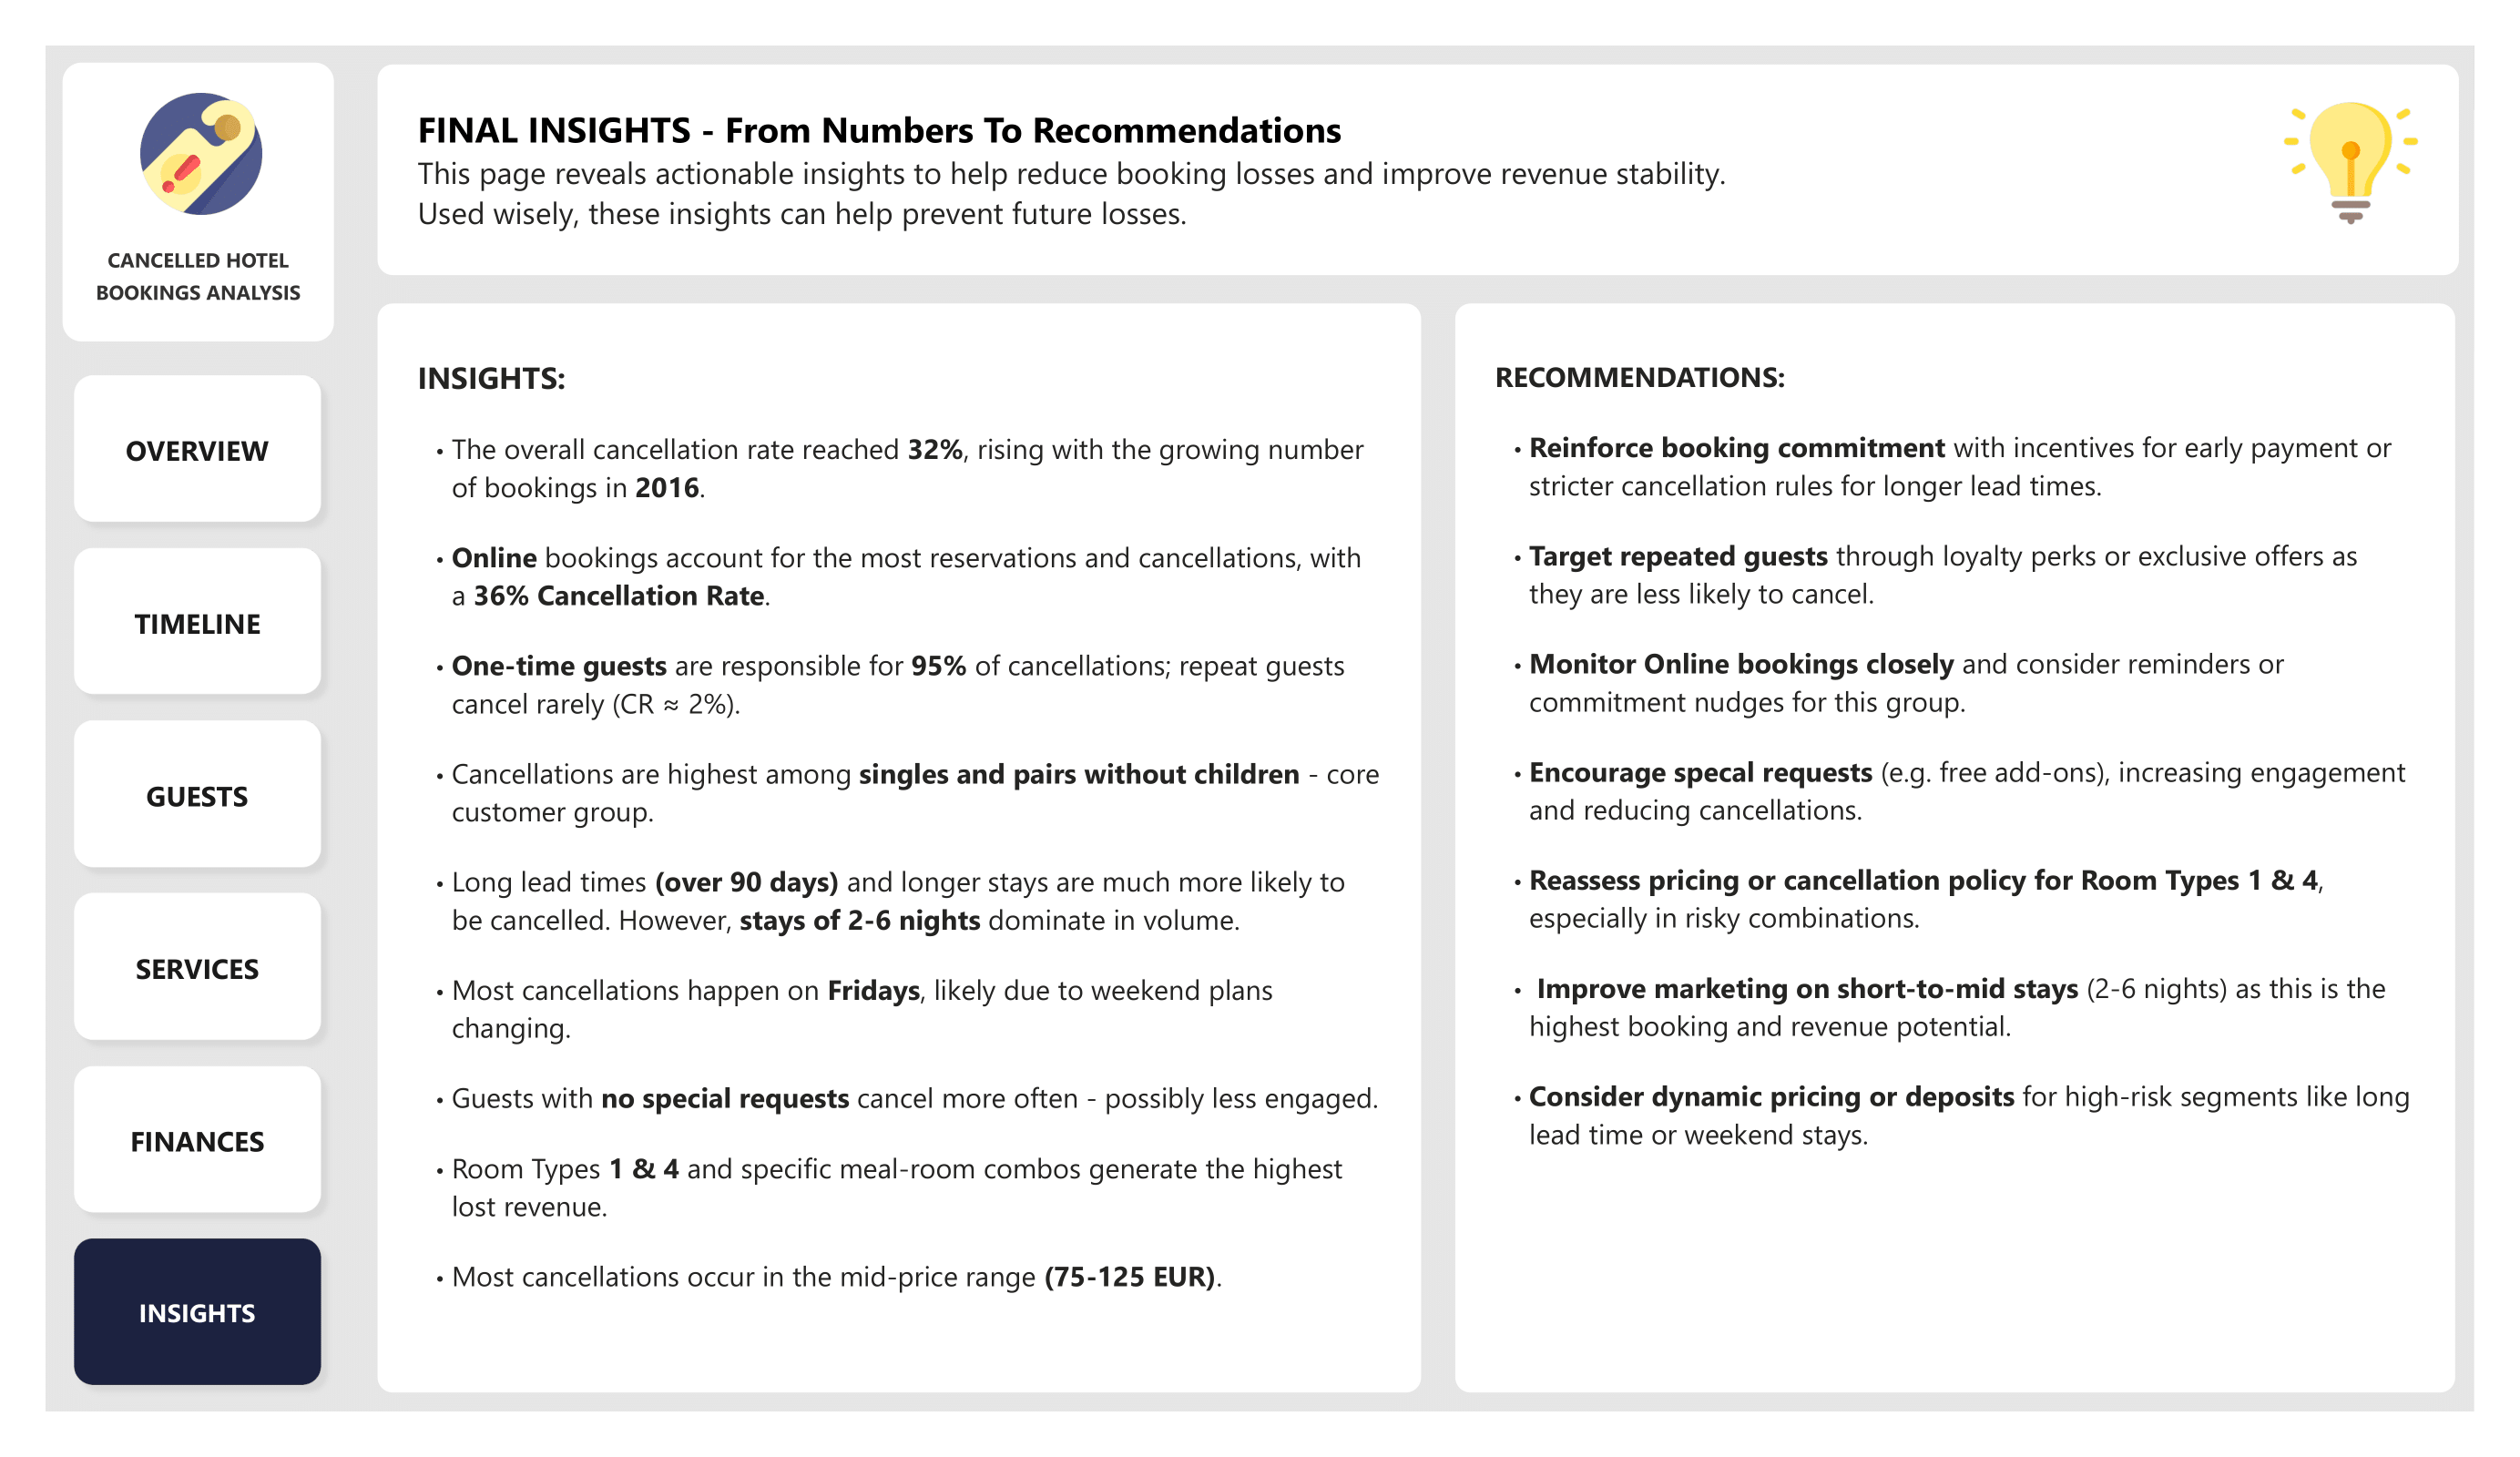 CANCELLED HOTEL
BOOKINGS ANALYSIS
OVERVIEW
TIMELINE
GUESTS
SERVICES
FINANCES
INSIGHTS
FINAL INSIGHTS - From Numbers To Recommendations
This page reveals actionable insights to help reduce booking losses and improve revenue stability.
Used wisely, these insights can help prevent future losses.
INSIGHTS:
• The overall cancellation rate reached 32%, rising with the growing number
of bookings in 2016.
• Online bookings account for the most reservations and cancellations, with
a 36% Cancellation Rate.
• One-time guests are responsible for 95% of cancellations; repeat guests
cancel rarely (CR ≈ 2%).
• Cancellations are highest among singles and pairs without children - core
customer group.
• Long lead times (over 90 days) and longer stays are much more likely to
be cancelled. However, stays of 2-6 nights dominate in volume.
• Most cancellations happen on Fridays, likely due to weekend plans
changing.
• Guests with no special requests cancel more often - possibly less engaged.
• Room Types 1 & 4 and specific meal-room combos generate the highest
lost revenue.
• Most cancellations occur in the mid-price range (75-125 EUR).
RECOMMENDATIONS:
• Reinforce booking commitment with incentives for early payment or
stricter cancellation rules for longer lead times.
• Target repeated guests through loyalty perks or exclusive offers as
they are less likely to cancel.
• Monitor Online bookings closely and consider reminders or
commitment nudges for this group.
• Encourage specal requests (e.g. free add-ons), increasing engagement
and reducing cancellations.
• Reassess pricing or cancellation policy for Room Types 1 & 4,
especially in risky combinations.
• Improve marketing on short-to-mid stays (2-6 nights) as this is the
highest booking and revenue potential.
• Consider dynamic pricing or deposits for high-risk segments like long
lead time or weekend stays.